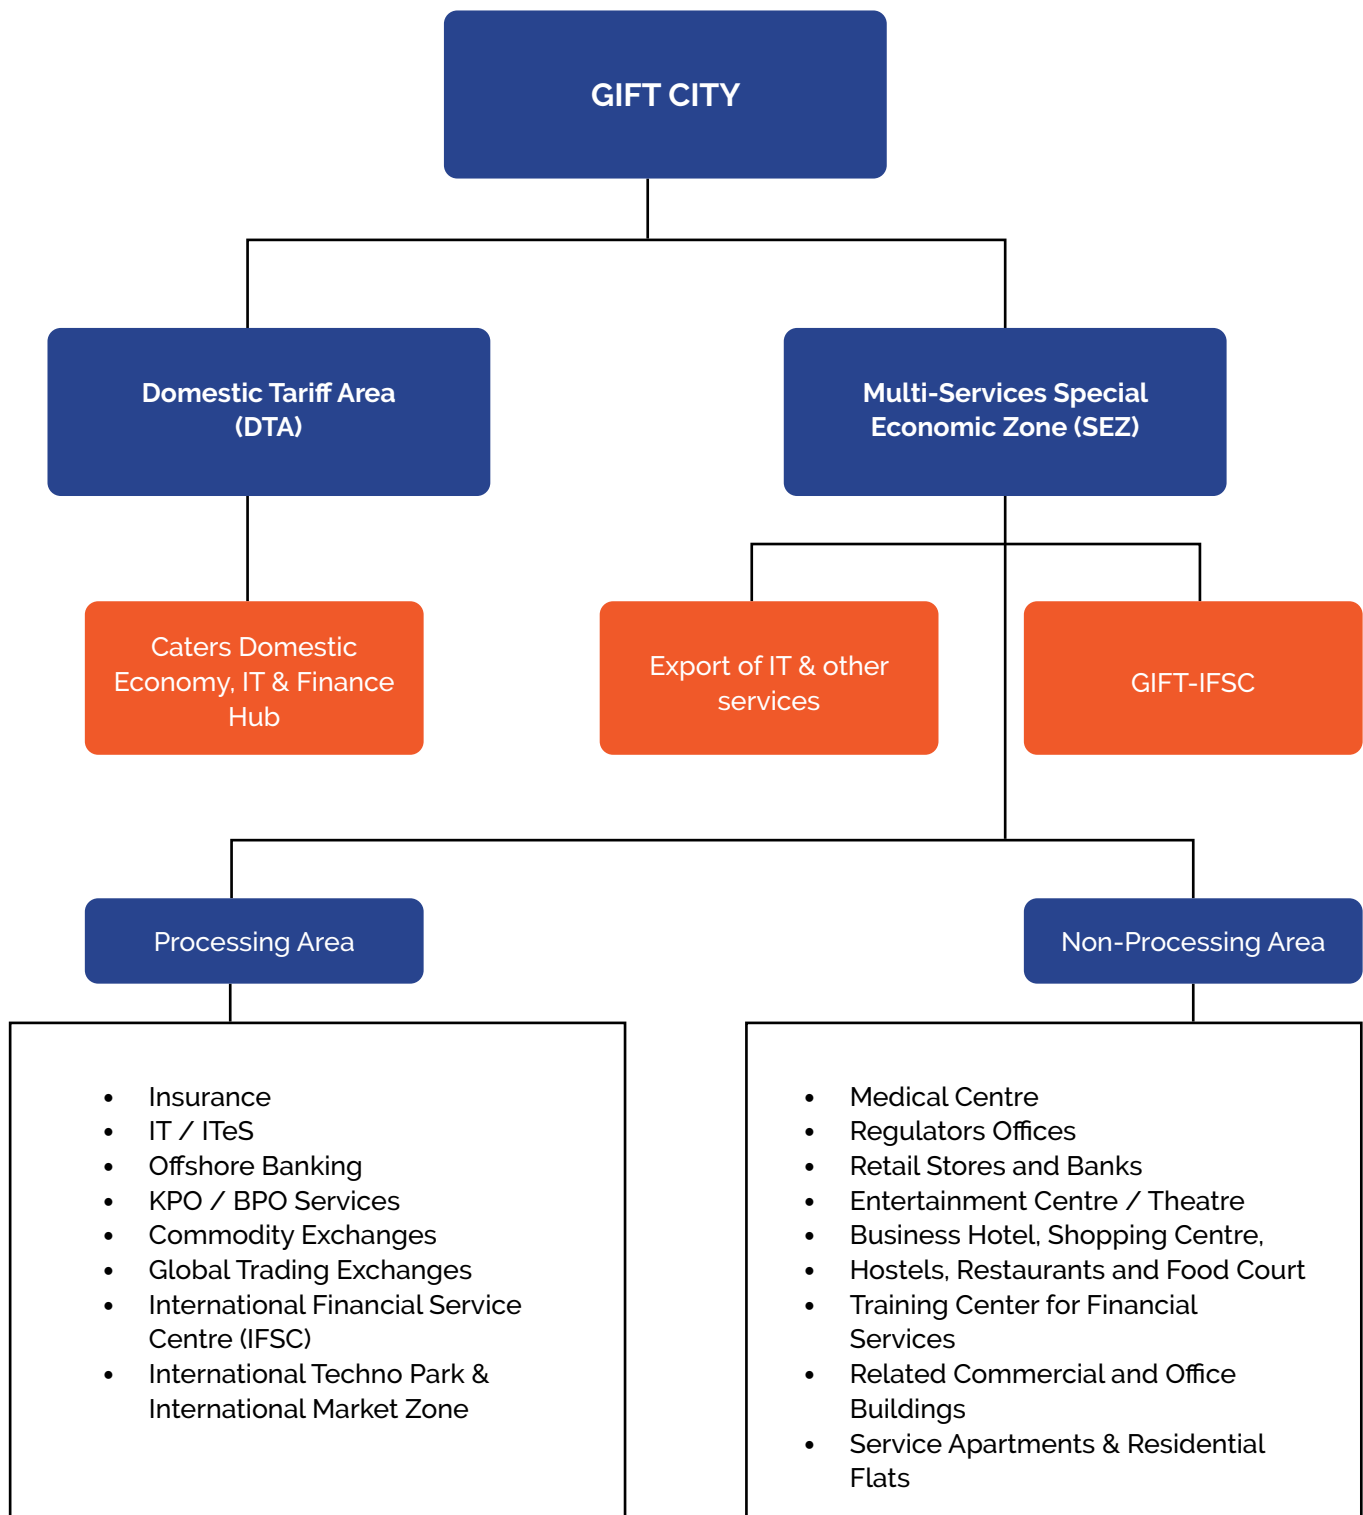 GIFT CITY
Domestic Tariff Area
(DTA)
Multi-Services Special
Economic Zone (SEZ)
Caters Domestic
Economy, IT & Finance
Hub
Export of IT & other
services
GIFT-IFSC
Processing Area
Non-Processing Area
• Insurance
• IT / ITeS
• Offshore Banking
• KPO / BPO Services
• Commodity Exchanges
• Global Trading Exchanges
• International Financial Service
Centre (IFSC)
• International Techno Park &
International Market Zone
• Medical Centre
• Regulators Offices
• Retail Stores and Banks
• Entertainment Centre / Theatre
• Business Hotel, Shopping Centre,
• Hostels, Restaurants and Food Court
• Training Center for Financial
Services
• Related Commercial and Office
Buildings
• Service Apartments & Residential
Flats